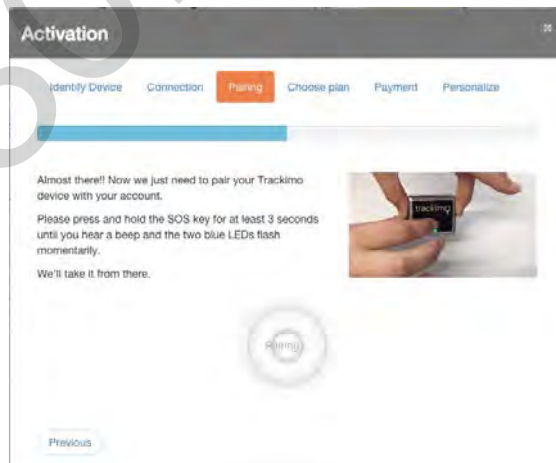 Activation
Identify Device Connection Pairing Choose plan Payment Personalize
Almost there!! Now we just need to pair your Trackimo
device with your account.
Please press and hold the SOS key for at least 3 seconds
until you hear a beep and the two blue LEDs flash
momentarily.
We'll take it from there.
trackimo
Pairing
Previous